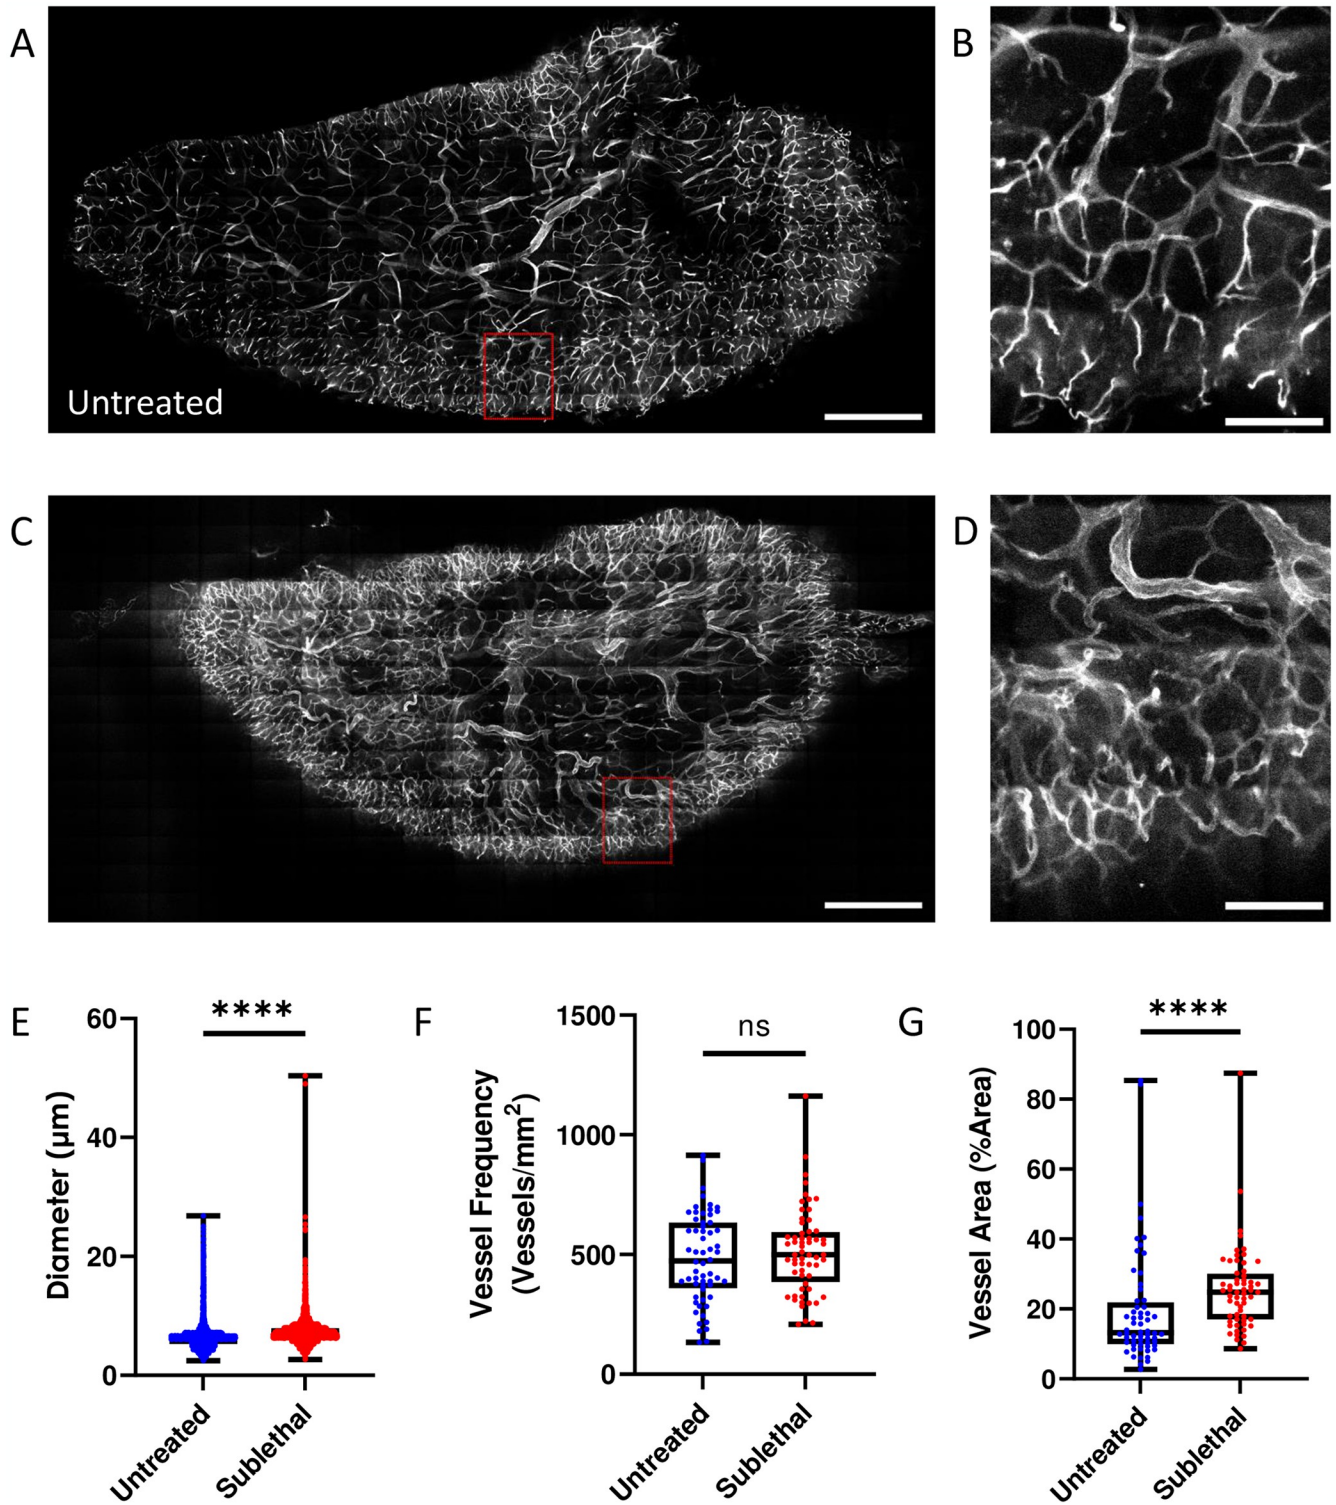 A
B
Untreated
C
D
E
60
40
20
0
Diameter (µm)
****
Untreated
Sublethal
F
1500
1000
500
0
Vessel Frequency
(Vessels/mm²)
ns
Untreated
Sublethal
G
100
80
60
40
20
0
Vessel Area (%Area)
****
Untreated
Sublethal